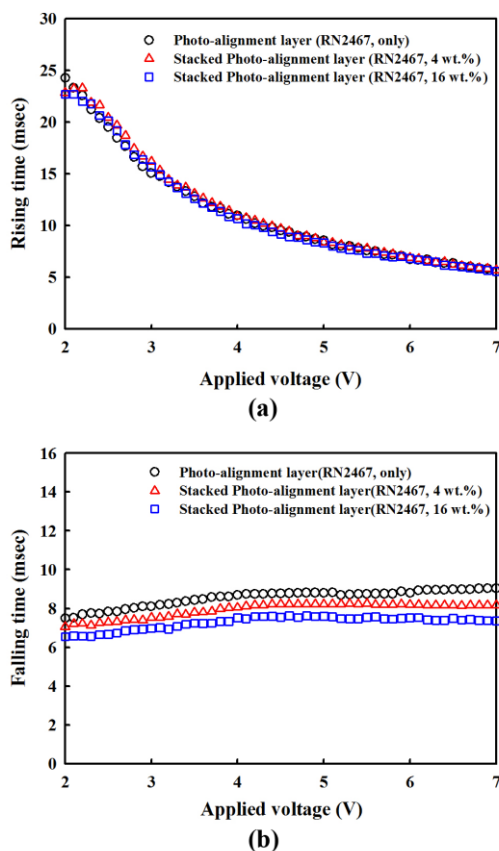 30
25
20
15
10
5
0
Rising time (msec)
Photo-alignment layer (RN2467, only)
Stacked Photo-alignment layer (RN2467, 4 wt.%)
Stacked Photo-alignment layer (RN2467, 16 wt.%)
2 3 4 5 6 7
Applied voltage (V)
(a)
16
14
12
10
8
6
4
2
0
Falling time (msec)
Photo-alignment layer(RN2467, only)
Stacked Photo-alignment layer(RN2467, 4 wt.%)
Stacked Photo-alignment layer(RN2467, 16 wt.%)
2 3 4 5 6 7
Applied voltage (V)
(b)